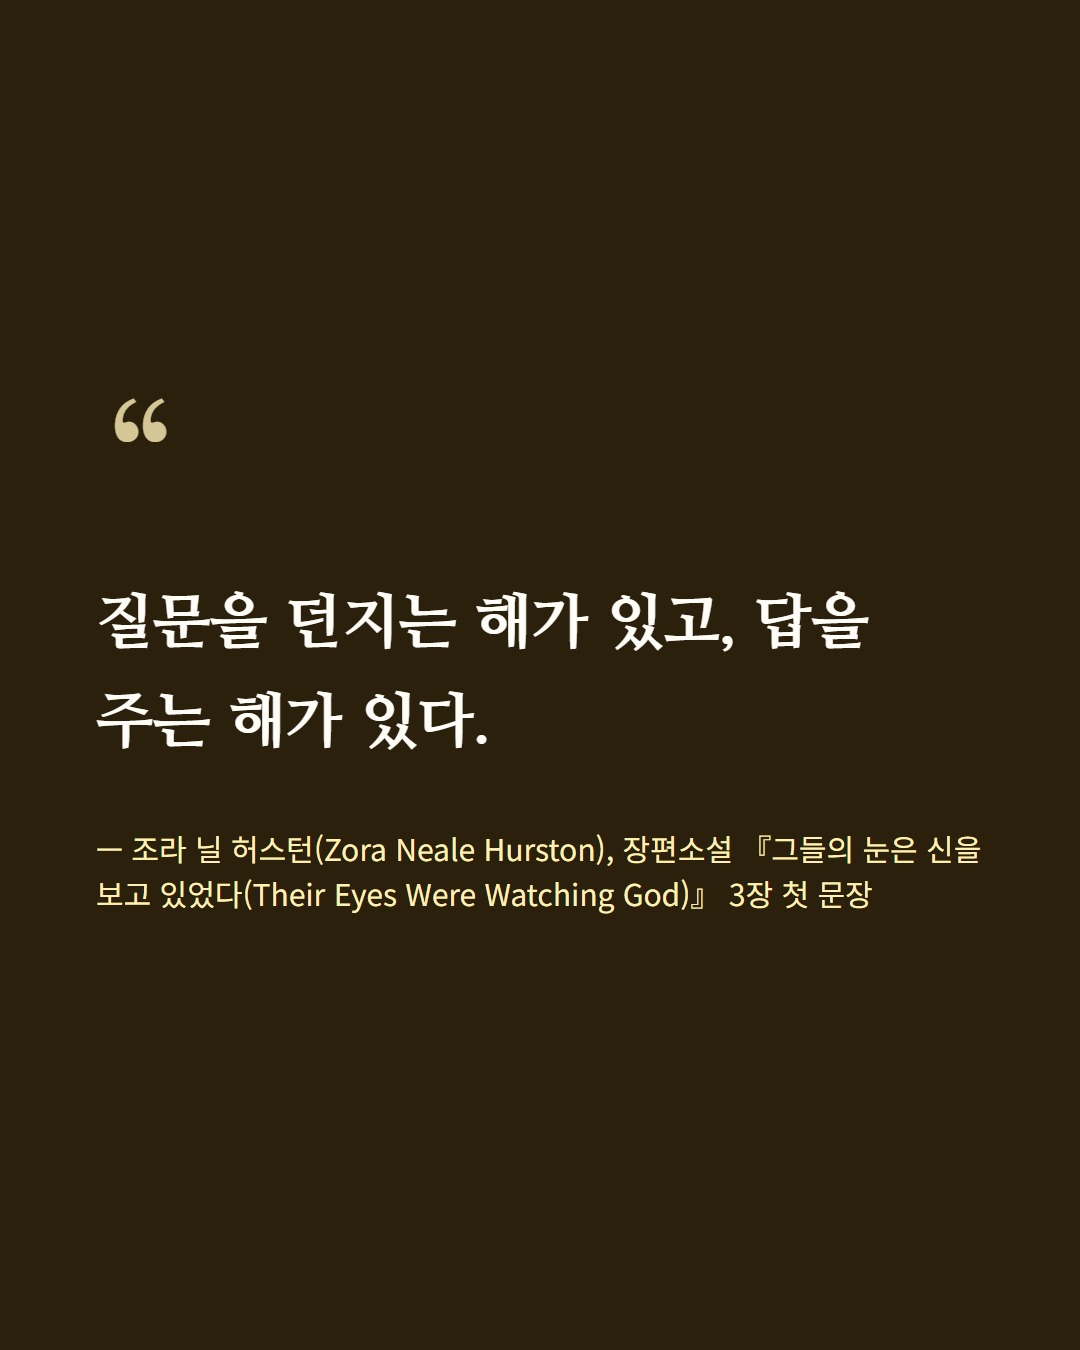 “
질문을 던지는 해가 있고, 답을
주는 해가 있다.
— 조라 닐 허스턴(Zora Neale Hurston), 장편소설 『그들의 눈은 신을
보고 있었다(Their Eyes Were Watching God)』 3장 첫 문장